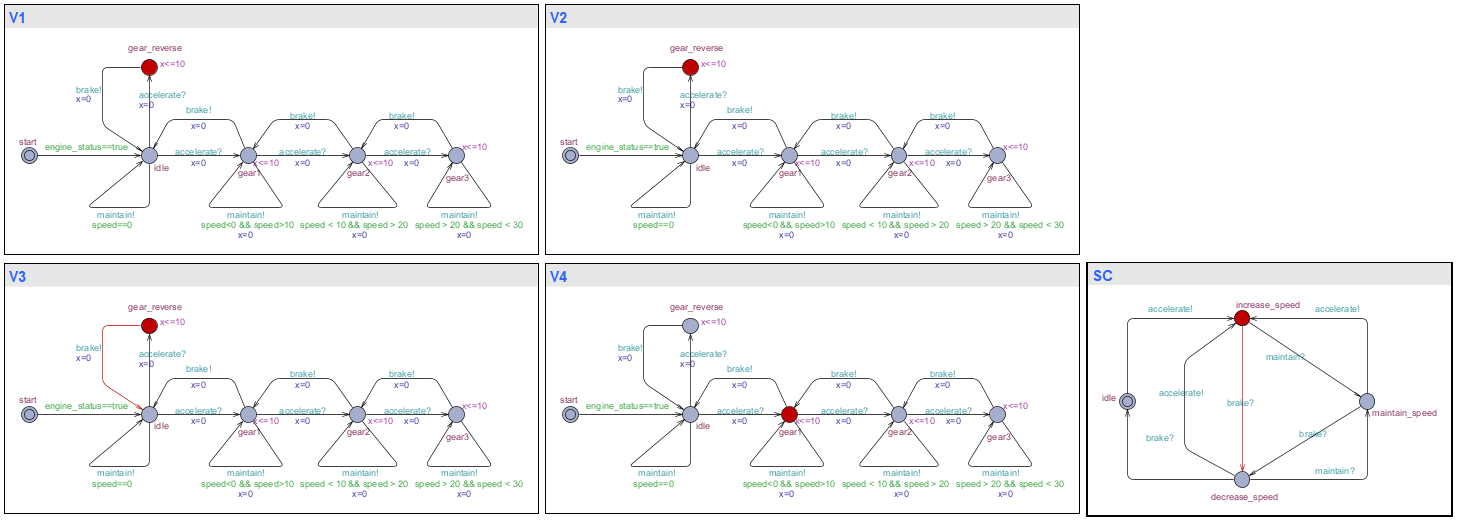 V1
gear_reverse
x<=10
brake!
x=0
accelerate?
x=0
start
engine_status==true
idle
brake!
x=0
brake!
x=0
brake!
x=0
accelerate?
x=0
accelerate?
x=0
accelerate?
x=0
x<=10
gear1
x<=10
gear2
x<=10
gear3
maintain!
speed==0
maintain!
speed<0 && speed>10
x=0
maintain!
speed < 10 && speed > 20
x=0
maintain!
speed > 20 && speed < 30
x=0
V2
gear_reverse
x<=10
brake!
x=0
accelerate?
x=0
start
engine_status==true
idle
brake!
x=0
brake!
x=0
brake!
x=0
accelerate?
x=0
accelerate?
x=0
accelerate?
x=0
x<=10
gear1
x<=10
gear2
x<=10
gear3
maintain!
speed==0
maintain!
speed<0 && speed>10
x=0
maintain!
speed < 10 && speed > 20
x=0
maintain!
speed > 20 && speed < 30
x=0
V3
gear_reverse
x<=10
brake!
x=0
accelerate?
x=0
start
engine_status==true
idle
brake!
x=0
brake!
x=0
brake!
x=0
accelerate?
x=0
accelerate?
x=0
accelerate?
x=0
x<=10
gear1
x<=10
gear2
x<=10
gear3
maintain!
speed==0
maintain!
speed<0 && speed>10
x=0
maintain!
speed < 10 && speed > 20
x=0
maintain!
speed > 20 && speed < 30
x=0
V4
gear_reverse
x<=10
brake!
x=0
accelerate?
x=0
start
engine_status==true
idle
brake!
x=0
brake!
x=0
brake!
x=0
accelerate?
x=0
accelerate?
x=0
accelerate?
x=0
x<=10
gear1
x<=10
gear2
x<=10
gear3
maintain!
speed==0
maintain!
speed<0 && speed>10
x=0
maintain!
speed < 10 && speed > 20
x=0
maintain!
speed > 20 && speed < 30
x=0
SC
increase_speed
accelerate!
accelerate!
maintain?
accelerate!
brake?
idle
maintain_speed
brake?
brake?
maintain?
decrease_speed